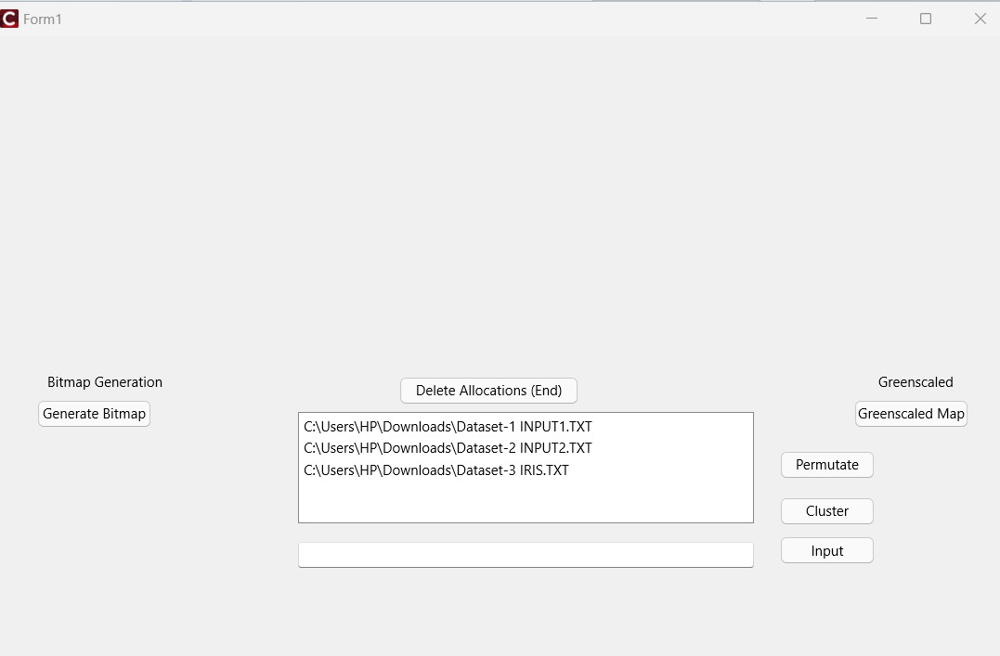 Form1
Bitmap Generation
Generate Bitmap
Delete Allocations (End)
Greenscaled
Greenscaled Map
C:\Users\HP\Downloads\Dataset-1 INPUT1.TXT
C:\Users\HP\Downloads\Dataset-2 INPUT2.TXT
C:\Users\HP\Downloads\Dataset-3 IRIS.TXT
Permutate
Cluster
Input